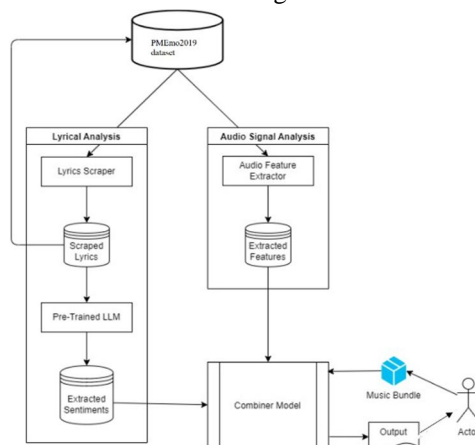 PMEmo2019
dataset
Lyrical Analysis
Lyrics Scraper
Scraped
Lyrics
Pre-Trained LLM
Extracted
Sentiments
Audio Signal Analysis
Audio Feature
Extractor
Extracted
Features
Combiner Model
Music Bundle
Output
Acto